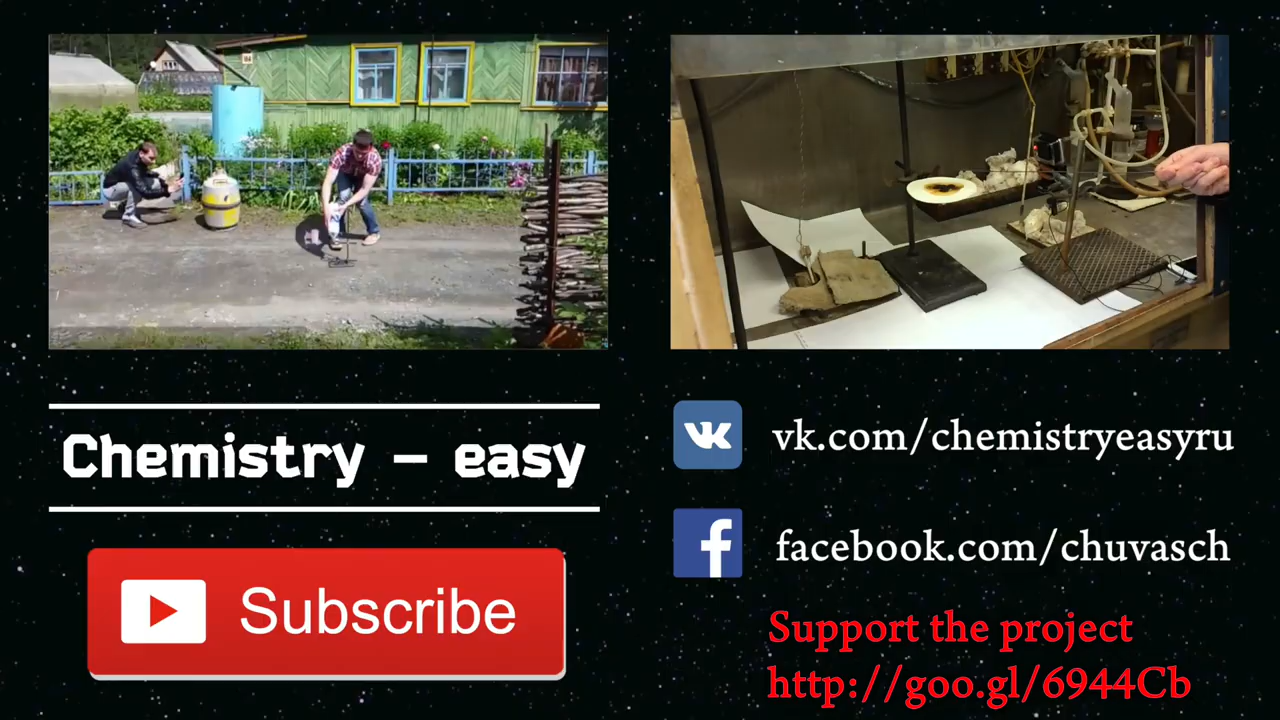 Chemistry - easy
Subscribe
vk.com/chemistryeasyru
facebook.com/chuvasch
Support the project
http://goo.gl/6944Cb